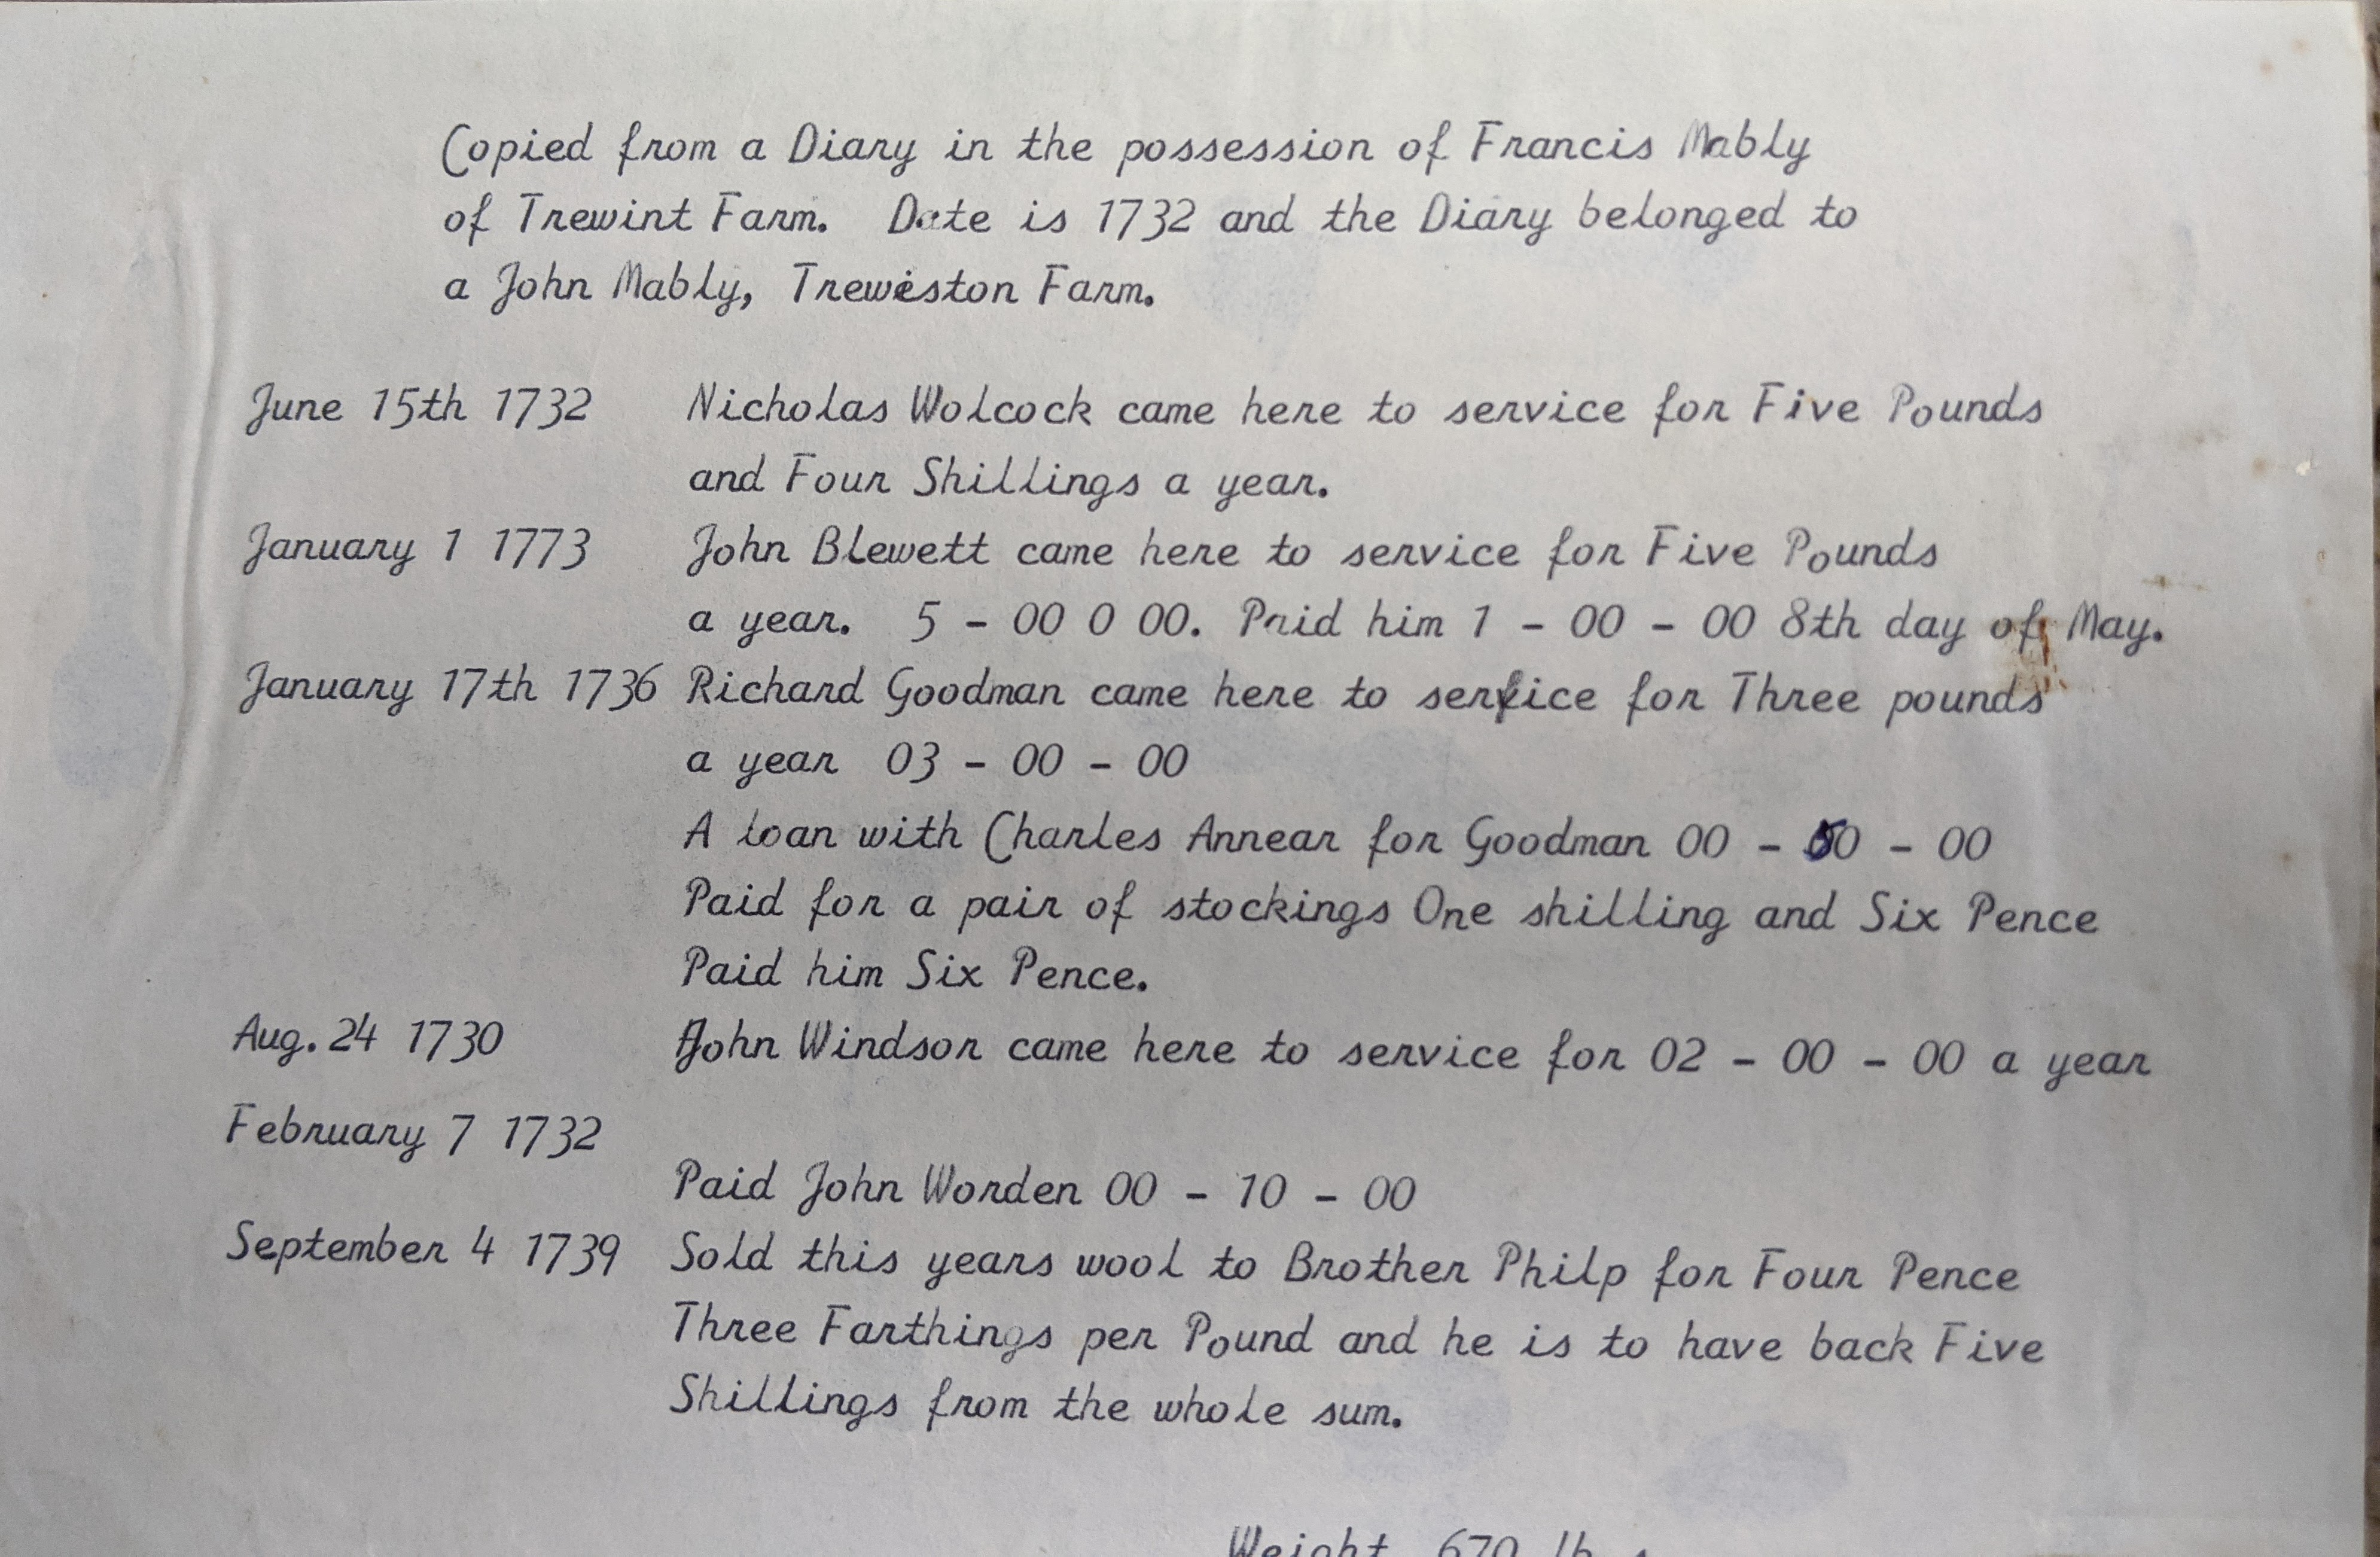 Copied from a Diary in the possession of Francis Mably
of Trewint Farm. Date is 1732 and the Diary belonged to
a John Mably, Treweston Farm.
June 15th 1732 Nicholas Wolcock came here to service for Five Pounds
and Four Shillings a year.
January 1 1773 John Blewett came here to service for Five Pounds
a year. 5 - 00 0 00. Paid him 1 - 00 - 00 8th day of May.
January 17th 1736 Richard Goodman came here to service for Three pounds
a year 03 - 00 - 00
A loan with Charles Annear for Goodman 00 - 50 - 00
Paid for a pair of stockings One shilling and Six Pence
Paid him Six Pence.
Aug. 24 1730 John Windsor came here to service for 02 - 00 - 00 a year
February 7 1732
Paid John Worden 00 - 10 - 00
September 4 1739 Sold this years wool to Brother Philp for Four Pence
Three Farthings per Pound and he is to have back Five
Shillings from the whole sum.
Weight 670 lb s